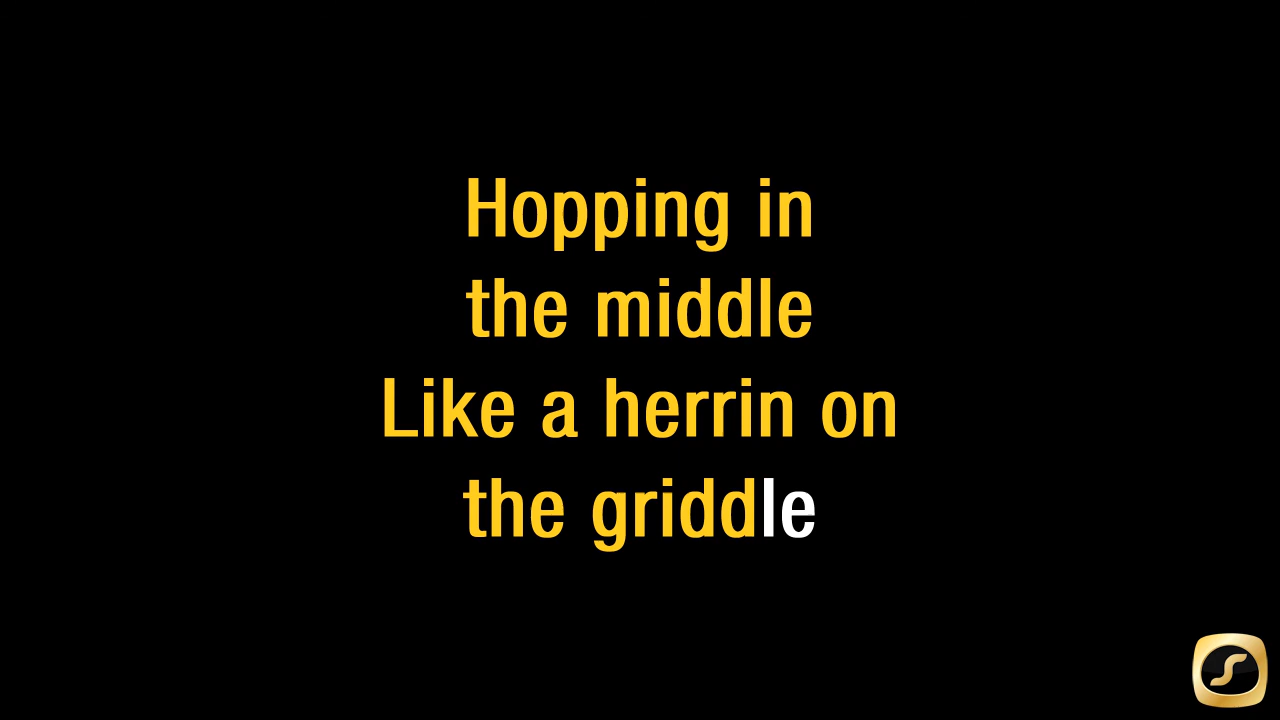 Hopping in
the middle
Like a herrin on
the griddle